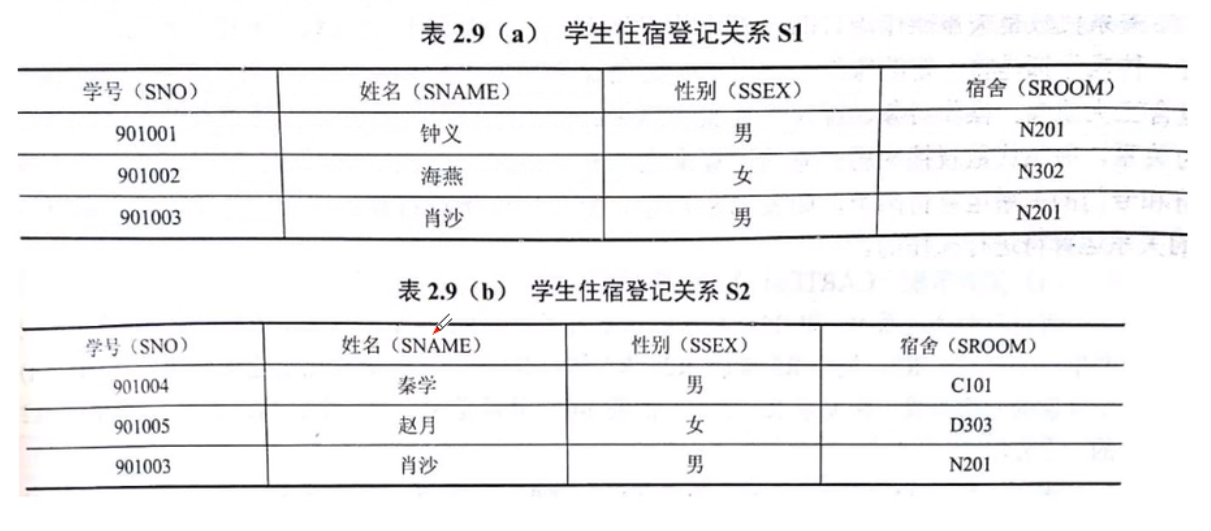 表 2.9（a） 学生住宿登记关系 S1
学号（SNO） 姓名（SNAME） 性别（SSEX） 宿舍（SROOM）
901001 钟义 男 N201
901002 海燕 女 N302
901003 肖沙 男 N201
表 2.9（b） 学生住宿登记关系 S2
学号（SNO） 姓名（SNAME） 性别（SSEX） 宿舍（SROOM）
901004 秦学 男 C101
901005 赵月 女 D303
901003 肖沙 男 N201